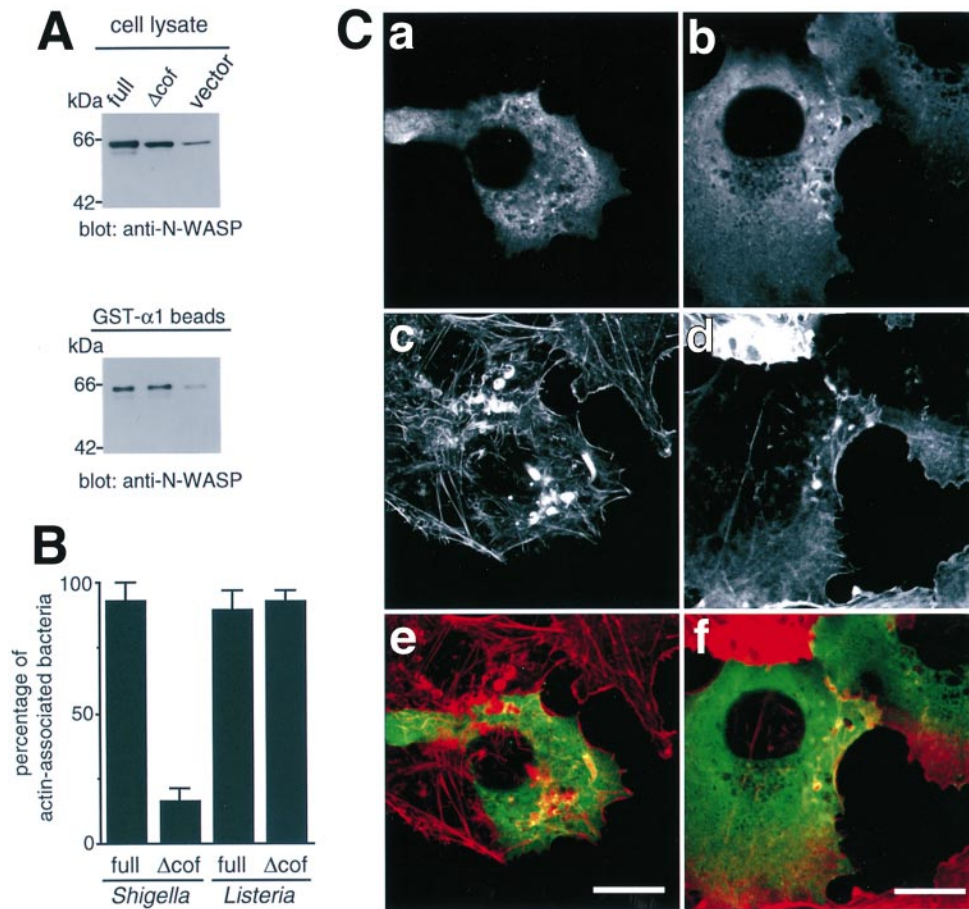 A
cell lysate
full Δcof vector
kDa
66-
42-
blot: anti-N-WASP
GST-α1 beads
kDa
66-
42-
blot: anti-N-WASP
B
percentage of
actin-associated bacteria
100
50
0
full Δcof full Δcof
Shigella Listeria
C
a
b
c
d
e
f